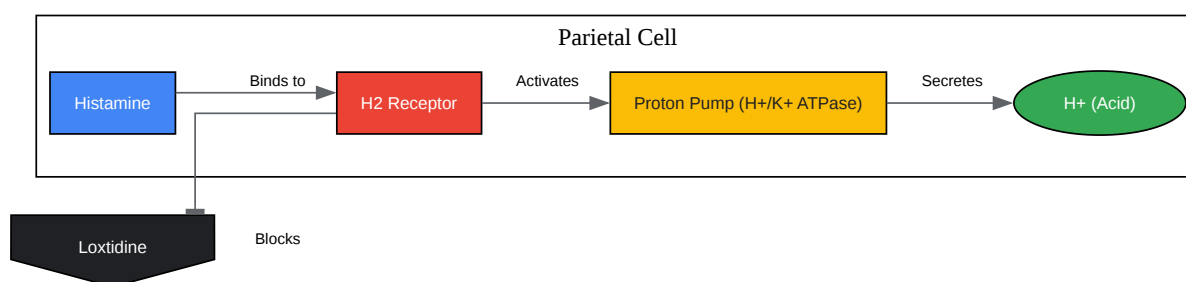 Parietal Cell
Histamine
Binds to
H2 Receptor
Activates
Proton Pump (H+/K+ ATPase)
Secretes
H+ (Acid)
Loxtidine
Blocks